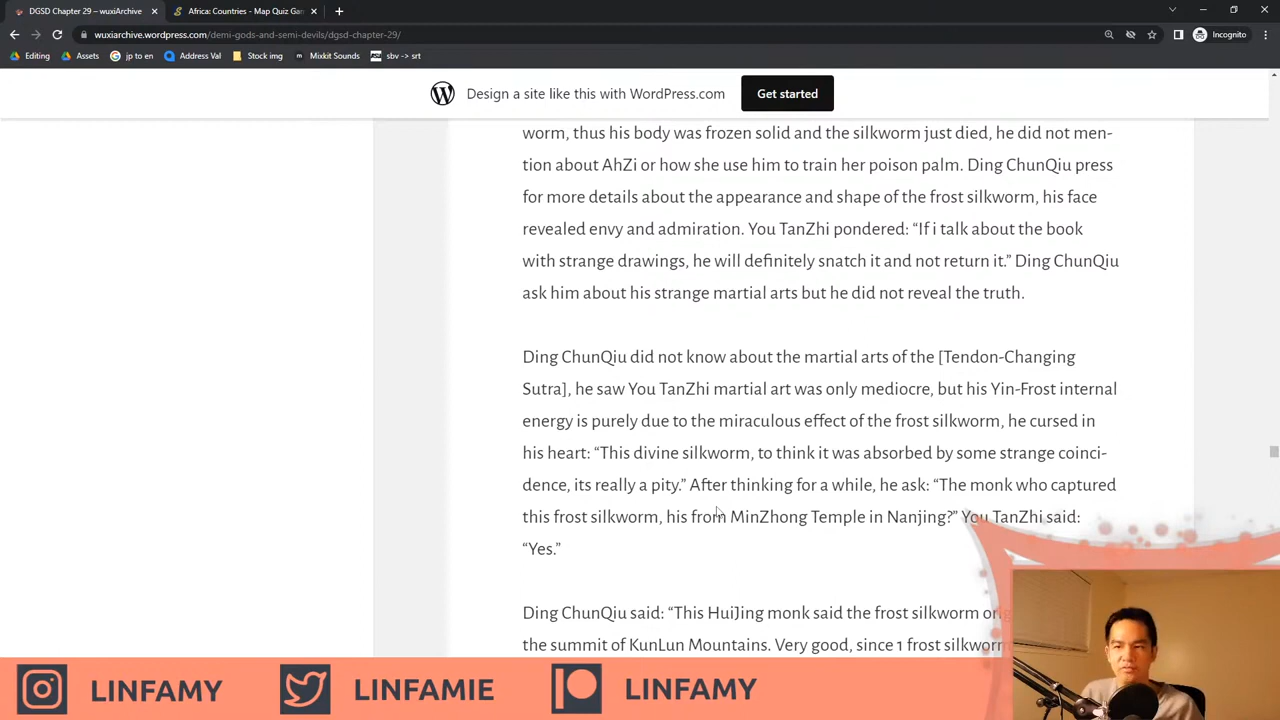 DGSD Chapter 29 – wuxiArchive
Africa: Countries - Map Quiz Gam
wuxiarchive.wordpress.com/demi-gods-and-semi-devils/dgsd-chapter-29/
Incognito
Editing
Assets
jp to en
Address Val
Stock img
Mixkit Sounds
sbv -> srt
Design a site like this with WordPress.com
Get started
worm, thus his body was frozen solid and the silkworm just died, he did not men-
tion about AhZi or how she use him to train her poison palm. Ding ChunQiu press
for more details about the appearance and shape of the frost silkworm, his face
revealed envy and admiration. You TanZhi pondered: “If i talk about the book
with strange drawings, he will definitely snatch it and not return it.” Ding ChunQiu
ask him about his strange martial arts but he did not reveal the truth.
Ding ChunQiu did not know about the martial arts of the [Tendon-Changing
Sutra], he saw You TanZhi martial art was only mediocre, but his Yin-Frost internal
energy is purely due to the miraculous effect of the frost silkworm, he cursed in
his heart: “This divine silkworm, to think it was absorbed by some strange coinci-
dence, its really a pity.” After thinking for a while, he ask: “The monk who captured
this frost silkworm, his from MinZhong Temple in Nanjing?” You TanZhi said:
“Yes.”
Ding ChunQiu said: “This HuiJing monk said the frost silkworm
the summit of KunLun Mountains. Very good, since 1 frost silkworm
LINFAMY
LINFAMIE
LINFAMY